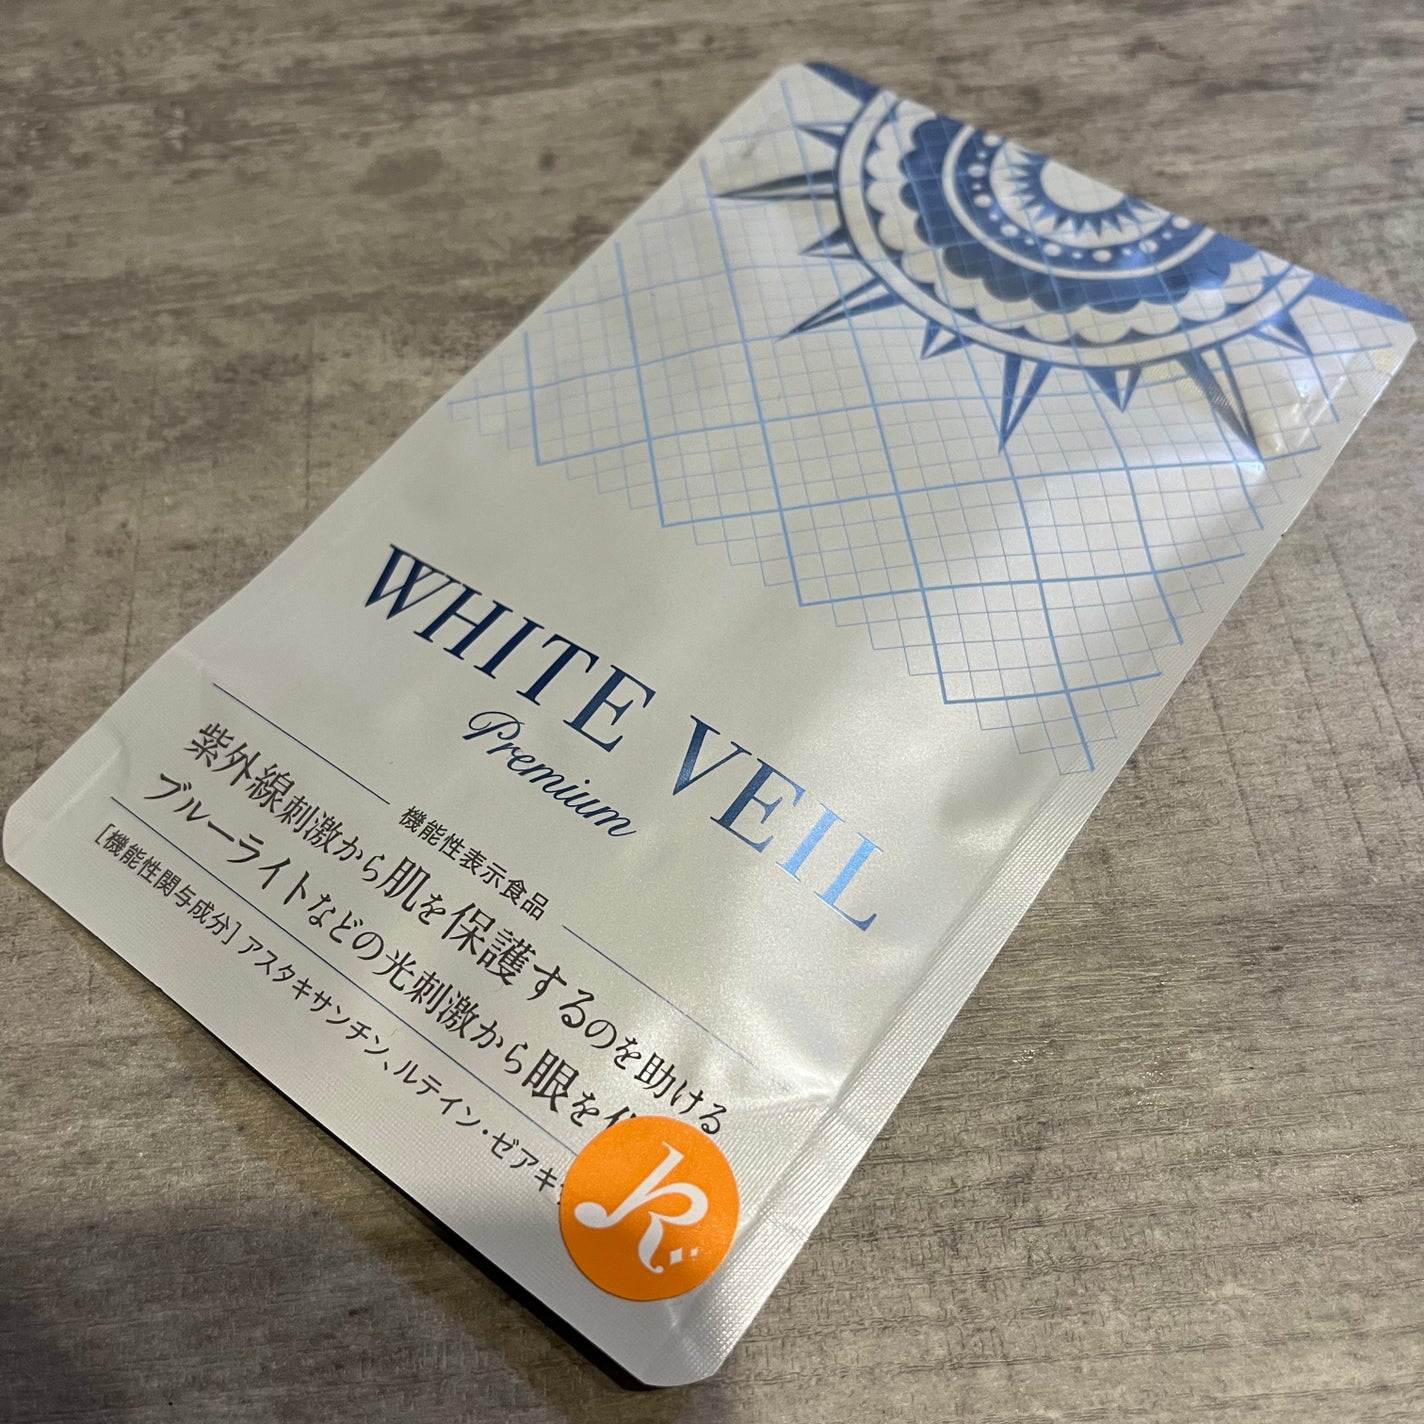 WHITE VEIL
Premium
機能性表示食品
紫外線刺激から肌を保護するのを助ける
ブルーライトなどの光刺激から眼を
[機能性関与成分] アスタキサンチン、ルテイン・ゼアキ